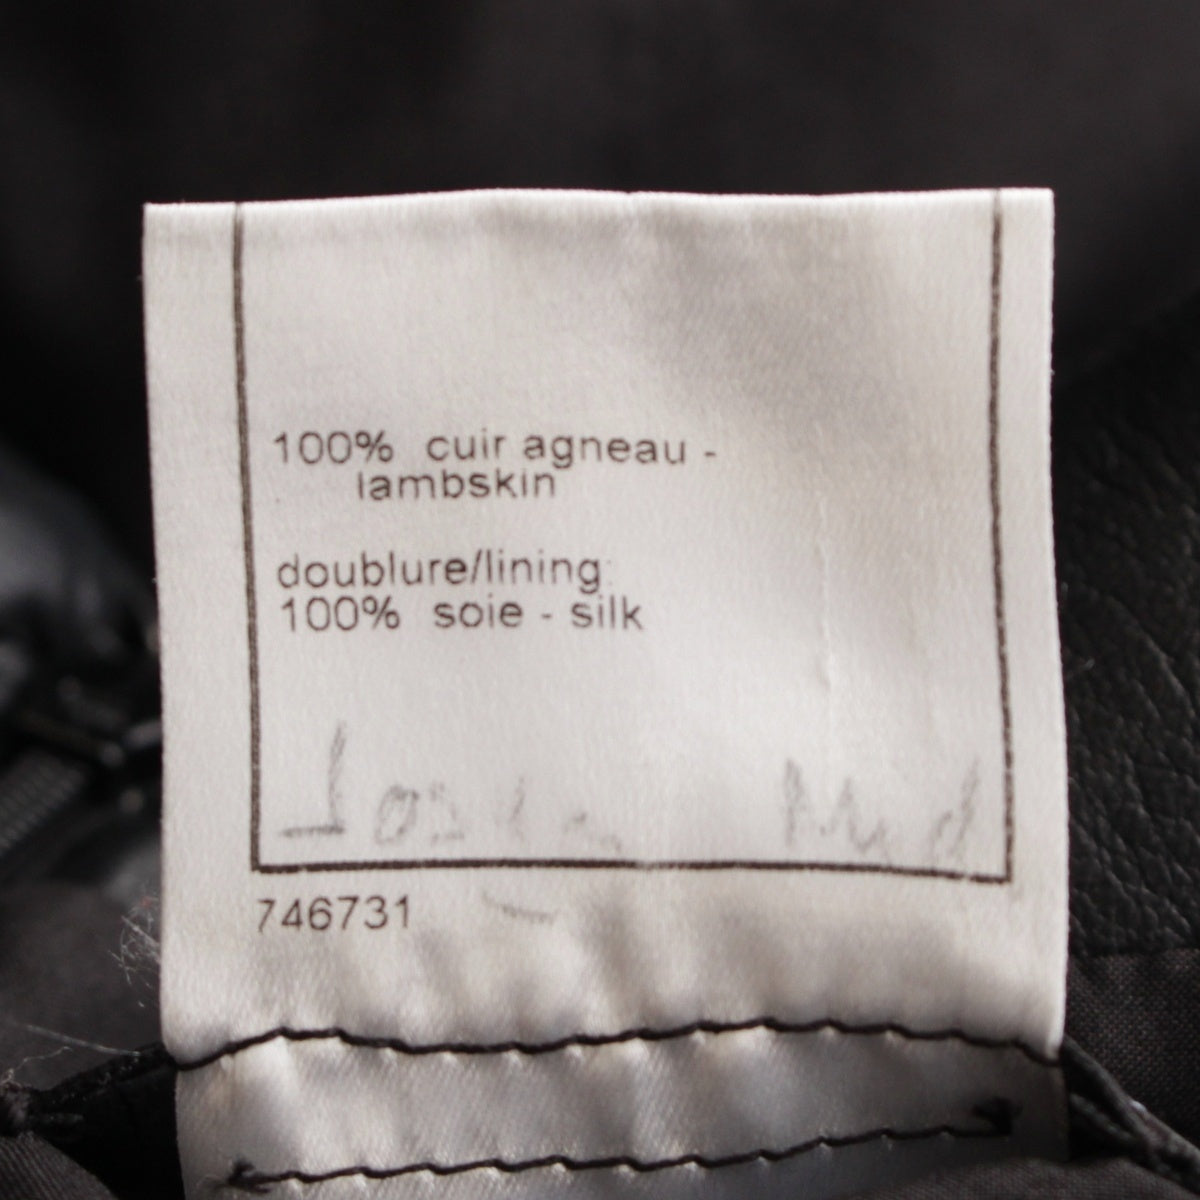 100% cuir agneau -
lambskin
doublure/lining:
100% soie - silk
746731